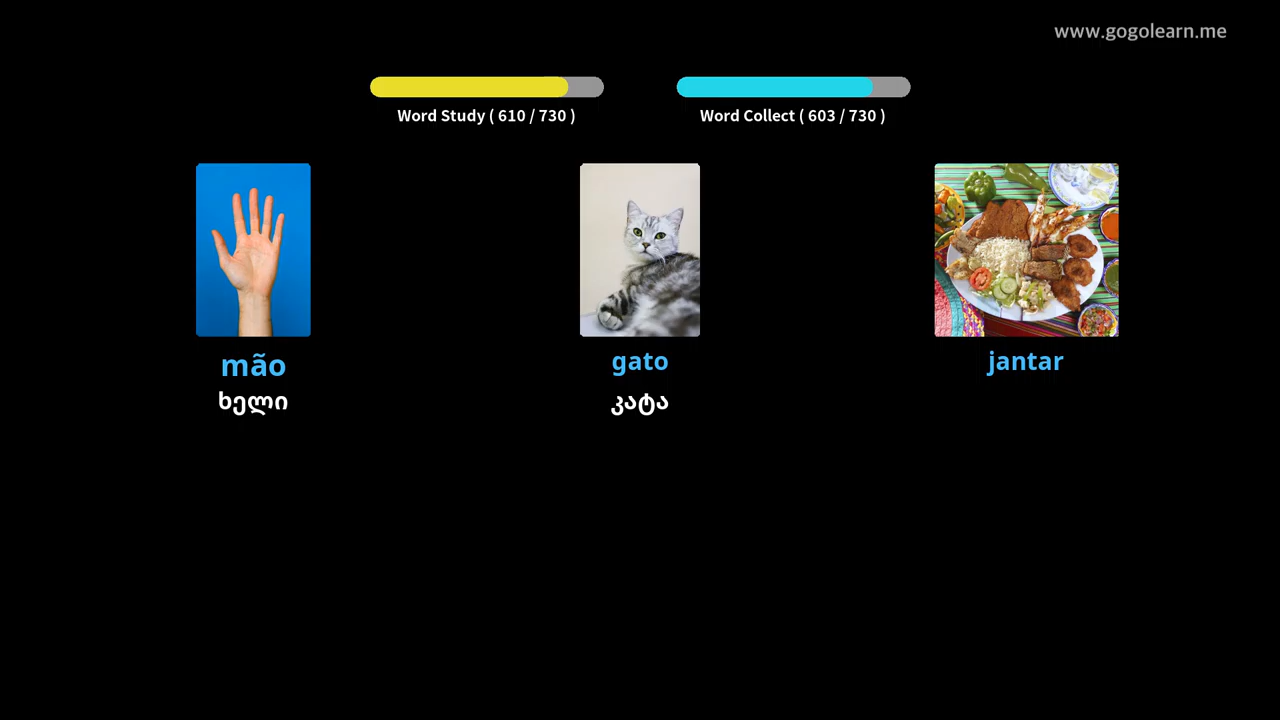 www.gogolearn.me
Word Study ( 610 / 730 )
Word Collect ( 603 / 730 )
mão
gato
jantar
ხელი
კატა